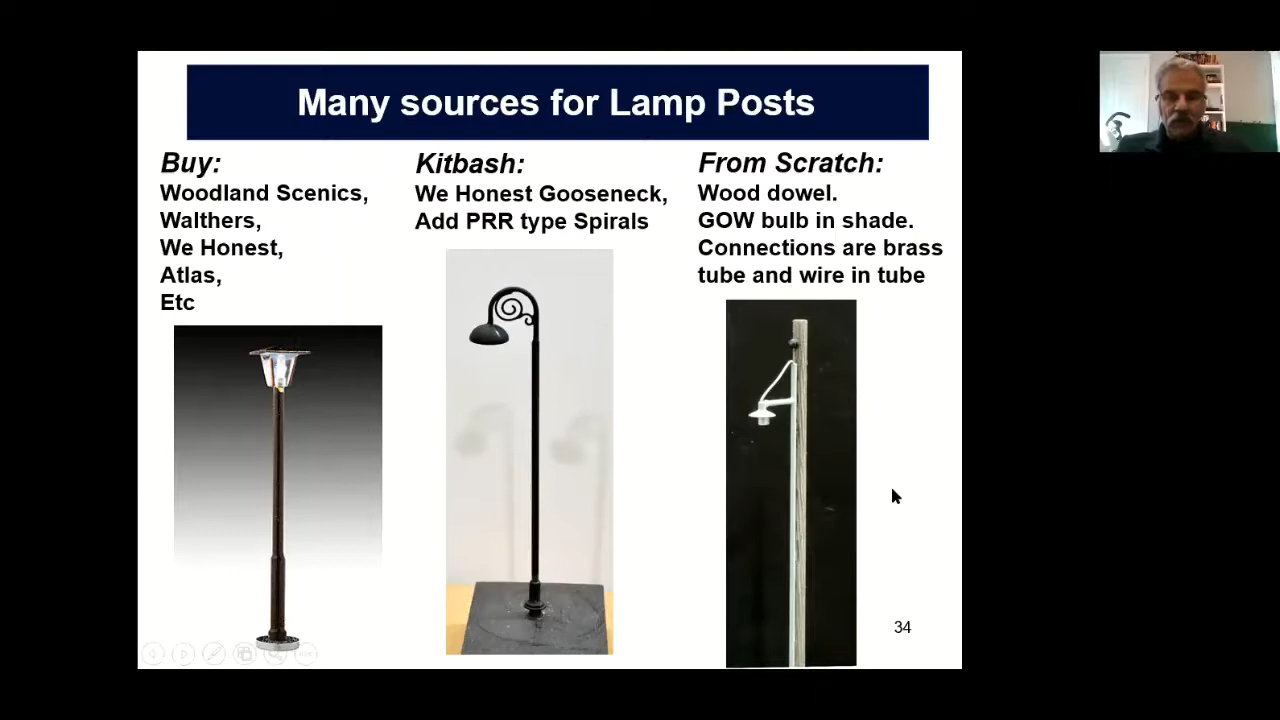 Many sources for Lamp Posts
Buy:
Woodland Scenics,
Walthers,
We Honest,
Atlas,
Etc
Kitbash:
We Honest Gooseneck,
Add PRR type Spirals
From Scratch:
Wood dowel.
GOW bulb in shade.
Connections are brass
tube and wire in tube
34